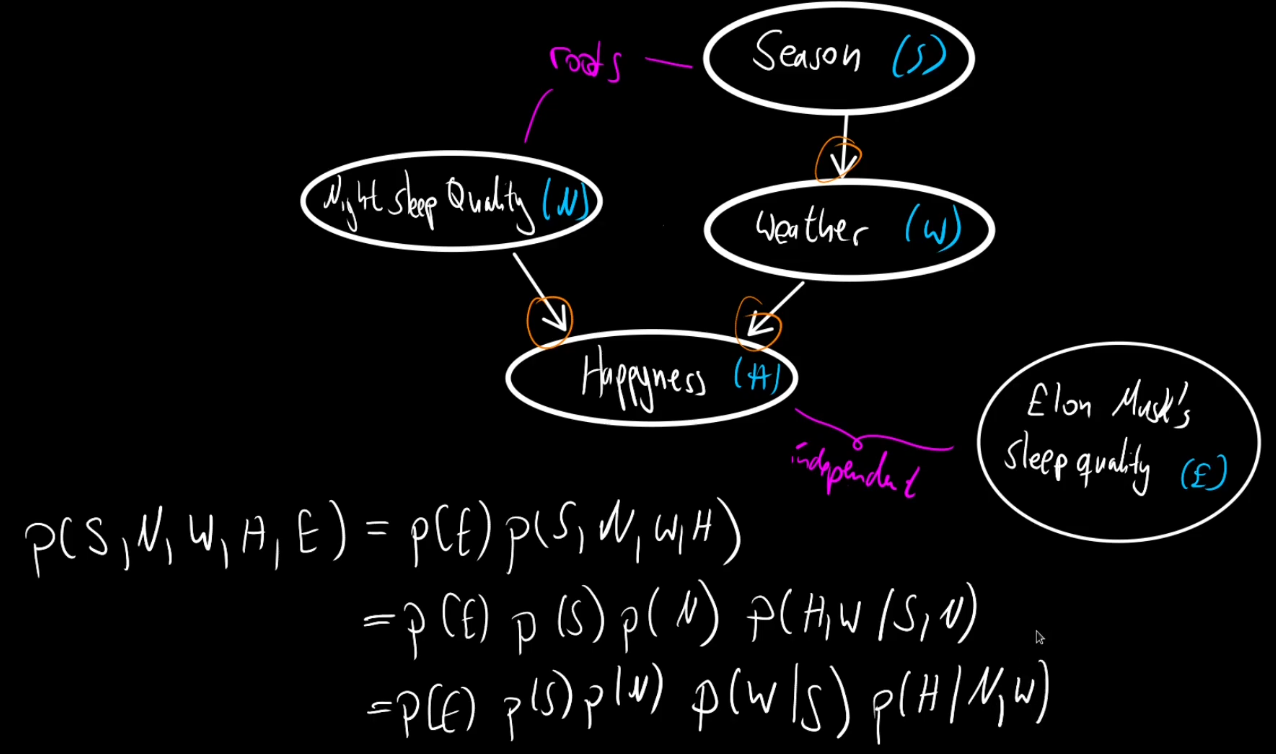 Season (S)
roots
Night Sleep Quality (N)
Weather (W)
Happyness (H)
Elon Musk's
sleep quality (E)
independent
p(S, N, W, H, E) = p(E) p(S, N, W, H)
= p(E) p(S) p(N) p(H, W | S, N)
= p(E) p(S) p(N) p(W | S) p(H | N, W)